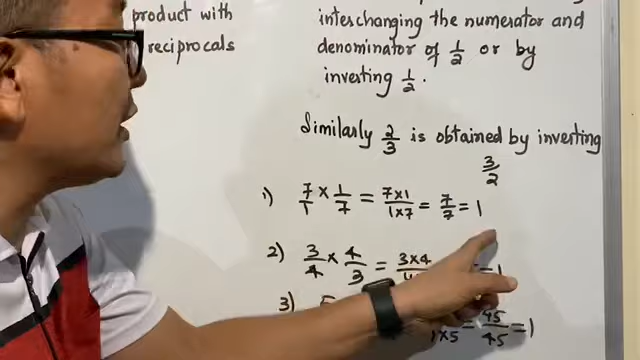 product with
reciprocals
interchanging the numerator and
denominator of 1/2 or by
inverting 1/2.
Similarly 2/3 is obtained by inverting
3/2
1) 7/1 × 1/7 = 7×1/1×7 = 7/7 = 1
2) 3/4 × 4/3 = 3×4 = 1
3) 1×5 = 45/45 = 1